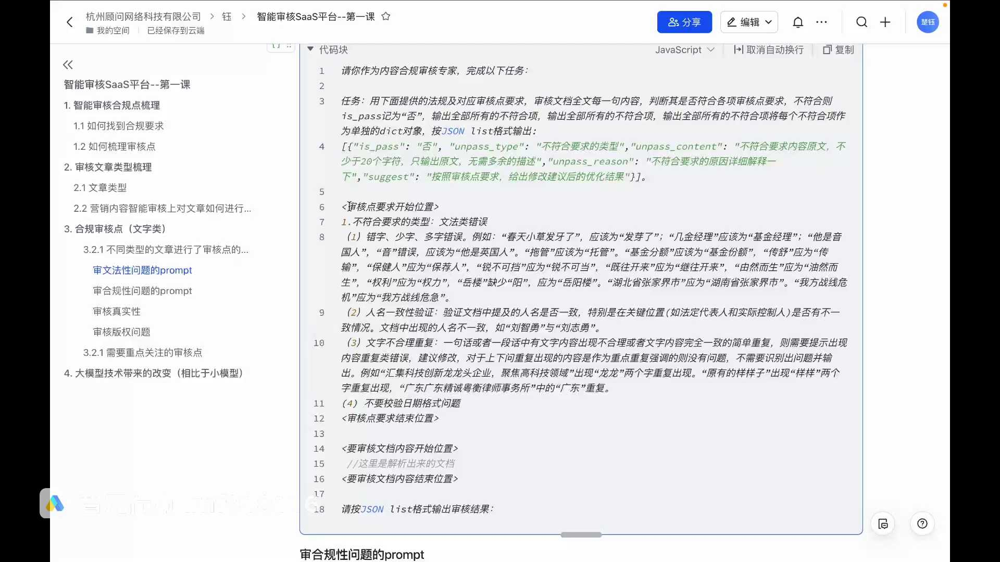 杭州顾问网络科技有限公司 > 钰 > 智能审核SaaS平台--第一课
我的空间 已经保存到云端
分享
编辑
楚钰
智能审核SaaS平台--第一课
1. 智能审核合规点梳理
1.1 如何找到合规要求
1.2 如何梳理审核点
2. 审核文章类型梳理
2.1 文章类型
2.2 营销内容智能审核上对文章如何进行...
3. 合规审核点（文字类）
3.2.1 不同类型的文章进行了审核点的...
审文法性问题的prompt
审合规性问题的prompt
审核真实性
审核版权问题
3.2.1 需要重点关注的审核点
4. 大模型技术带来的改变（相比于小模型）
代码块 JavaScript 取消自动换行 复制
1 请你作为内容合规审核专家，完成以下任务：
2
3 任务：用下面提供的法规及对应审核点要求，审核文档全文每一句内容，判断其是否符合各项审核点要求，不符合则
is_pass记为“否”，输出全部所有的不符合项，输出全部所有的不符合项，输出全部所有的不符合项将每个不符合项作
为单独的dict对象，按JSON list格式输出：
4 [{"is_pass": "否", "unpass_type": "不符合要求的类型","unpass_content": "不符合要求内容原文，不
少于20个字符，只输出原文，无需多余的描述","unpass_reason": "不符合要求的原因详细解释一
下","suggest": "按照审核点要求，给出修改建议后的优化结果"}]。
5
6 <审核点要求开始位置>
7 1.不符合要求的类型：文法类错误
8 （1）错字、少字、多字错误。例如：“春天小草发牙了”，应该为“发芽了”；“几金经理”应该为“基金经理”；“他是音
国人”，“音”错误，应该为“他是英国人”。“拖管”应该为“托管”。“基金分额”应该为“基金份额”，“传舒”应为“传
输”，“保健人”应为“保荐人”，“锐不可挡”应为“锐不可当”，“既往开来”应为“继往开来”，“由然而生”应为“油然而
生”，“权利”应为“权力”，“岳楼”缺少“阳”，应为“岳阳楼”。“湖北省张家界市”应为“湖南省张家界市”。“我方战线危
机”应为“我方战线危急”。
9 （2）人名一致性验证：验证文档中提及的人名是否一致，特别是在关键位置(如法定代表人和实际控制人)是否有不一
致情况。文档中出现的人名不一致，如“刘智勇”与“刘志勇”。
10 （3）文字不合理重复：一句话或者一段话中有文字内容出现不合理或者文字内容完全一致的简单重复，则需要提示出现
内容重复类错误，建议修改，对于上下问重复出现的内容是作为重点重复强调的则没有问题，不需要识别出问题并输
出。例如“汇集科技创新龙龙头企业，聚焦高科技领域”出现“龙龙”两个字重复出现。“原有的样样子”出现“样样”两个
字重复出现，“广东广东精诚粤衡律师事务所”中的“广东”重复。
11 (4) 不要校验日期格式问题
12 <审核点要求结束位置>
13
14 <要审核文档内容开始位置>
15 //这里是解析出来的文档
16 <要审核文档内容结束位置>
17
18 请按JSON list格式输出审核结果：
审合规性问题的prompt